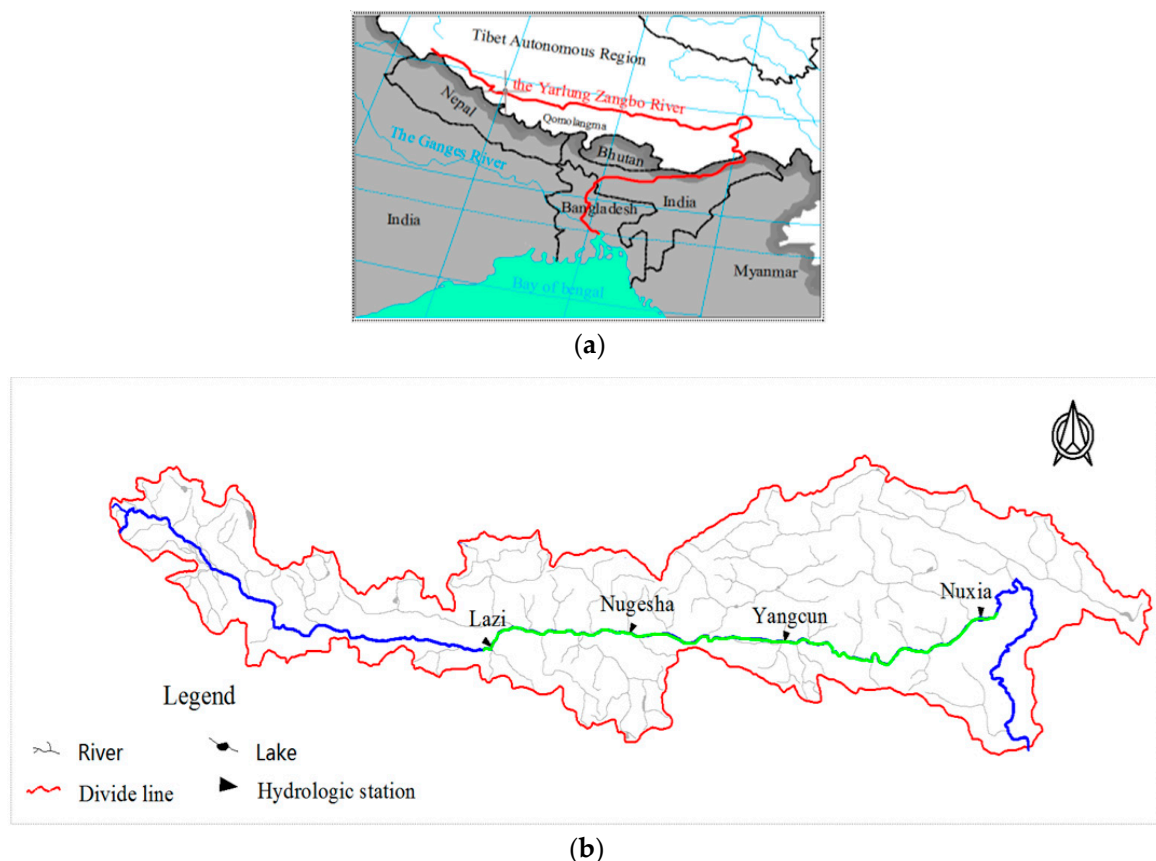 Tibet Autonomous Region
the Yarlung Zangbo River
Nepal
Qomolangma
The Ganges River
Bhutan
India
Bangladesh
India
Myanmar
Bay of bengal
(a)
Lazi
Nugesha
Yangcun
Nuxia
Legend
River
Lake
Divide line
Hydrologic station
(b)